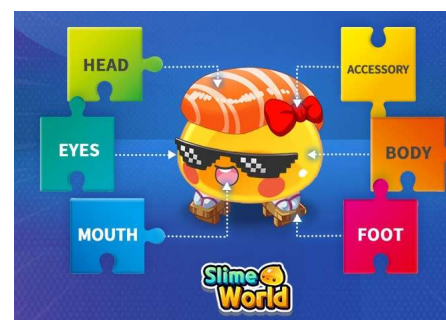 HEAD
ACCESSORY
EYES
BODY
MOUTH
FOOT
Slime
World